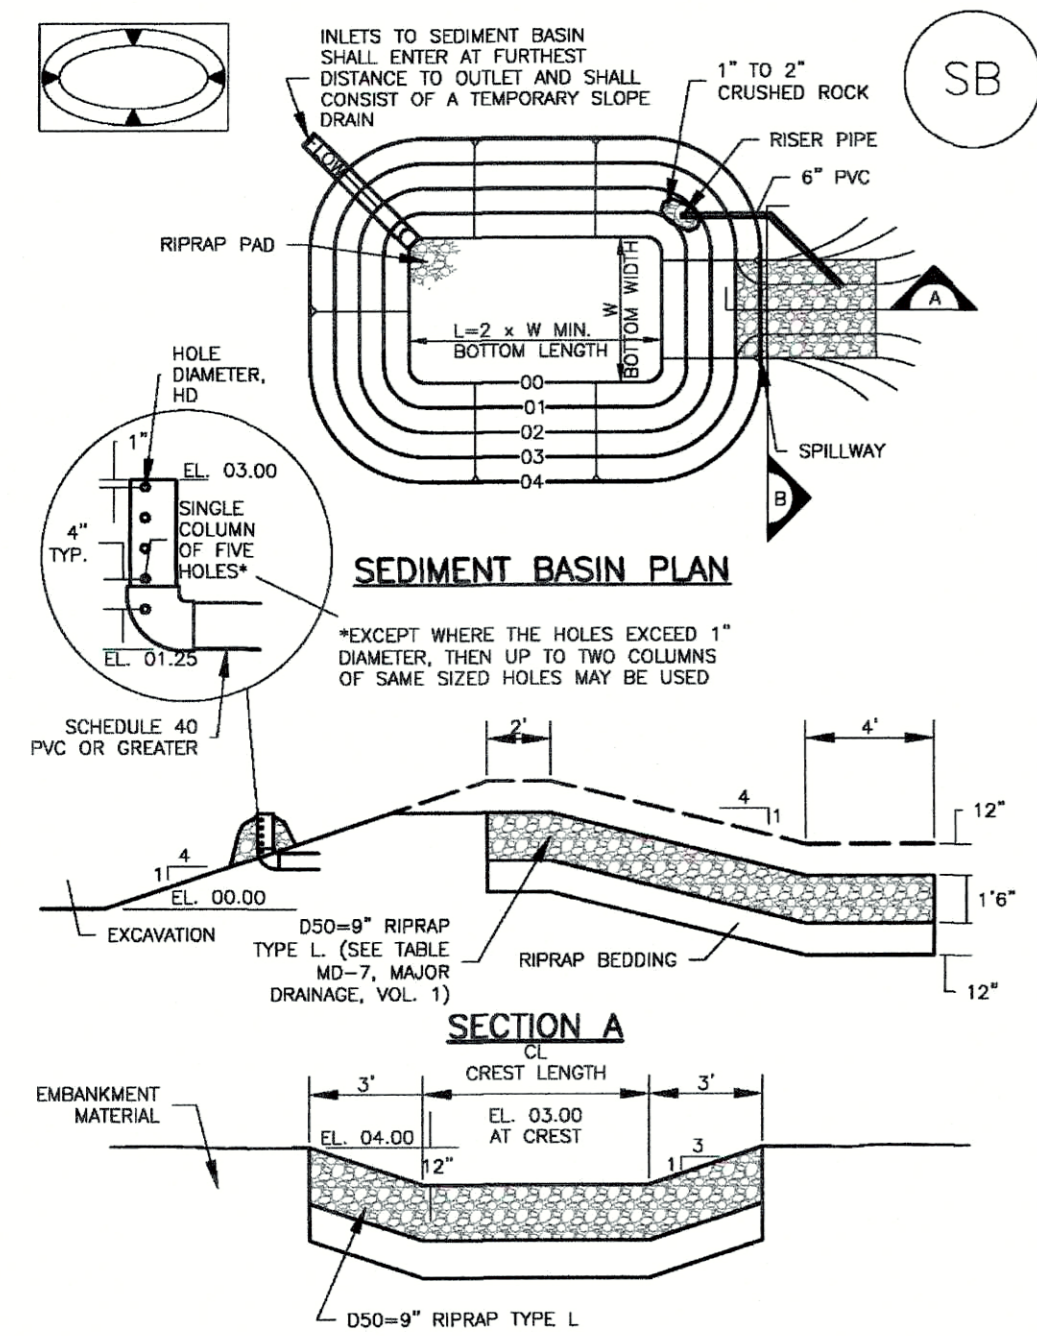 INLETS TO SEDIMENT BASIN
SHALL ENTER AT FURTHEST
DISTANCE TO OUTLET AND SHALL
CONSIST OF A TEMPORARY SLOPE
DRAIN
1" TO 2"
CRUSHED ROCK
SB
RISER PIPE
6" PVC
FLOW
RIPRAP PAD
BOTTOM WIDTH
W
A
L=2 x W MIN.
BOTTOM LENGTH
00
01
02
03
04
SPILLWAY
B
HOLE
DIAMETER,
HD
1"
EL. 03.00
4"
TYP.
SINGLE
COLUMN
OF FIVE
HOLES*
EL. 01.25
SEDIMENT BASIN PLAN
*EXCEPT WHERE THE HOLES EXCEED 1"
DIAMETER, THEN UP TO TWO COLUMNS
OF SAME SIZED HOLES MAY BE USED
SCHEDULE 40
PVC OR GREATER
2'
4'
4
1
12"
4
1
EL. 00.00
1'6"
EXCAVATION
D50=9" RIPRAP
TYPE L. (SEE TABLE
MD-7, MAJOR
DRAINAGE, VOL. 1)
RIPRAP BEDDING
12"
SECTION A
CL
CREST LENGTH
3'
3'
EMBANKMENT
MATERIAL
EL. 04.00
EL. 03.00
AT CREST
12"
3
1
D50=9" RIPRAP TYPE L